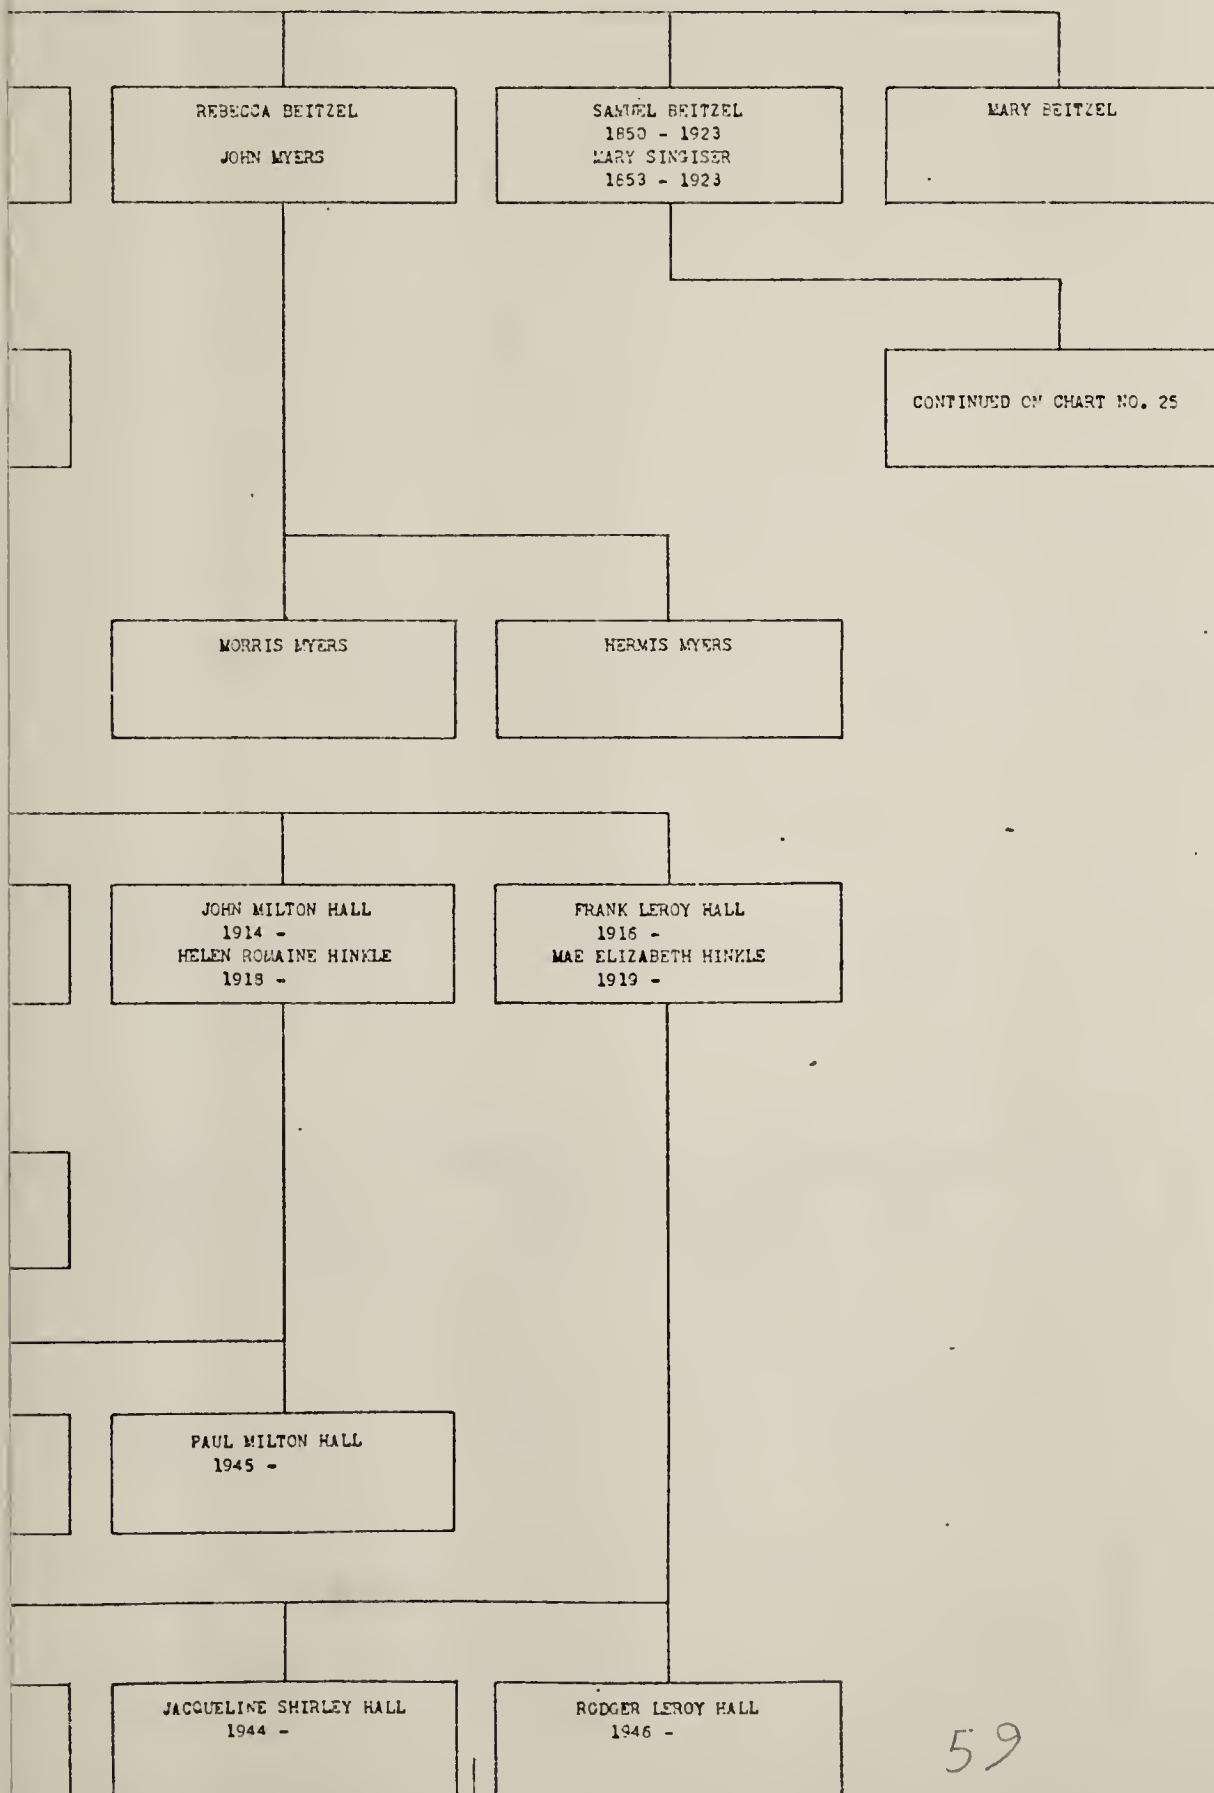 REBECCA BEITZEL
JOHN MYERS
SAMUEL BEITZEL
1850 - 1923
MARY SINGISER
1853 - 1923
MARY BEITZEL
CONTINUED ON CHART NO. 25
MORRIS MYERS
HERMIS MYERS
JOHN MILTON HALL
1914 -
HELEN ROMAINE HINKLE
1918 -
FRANK LEROY HALL
1916 -
MAE ELIZABETH HINKLE
1919 -
PAUL MILTON HALL
1945 -
JACQUELINE SHIRLEY HALL
1944 -
RODGER LEROY HALL
1946 -
59